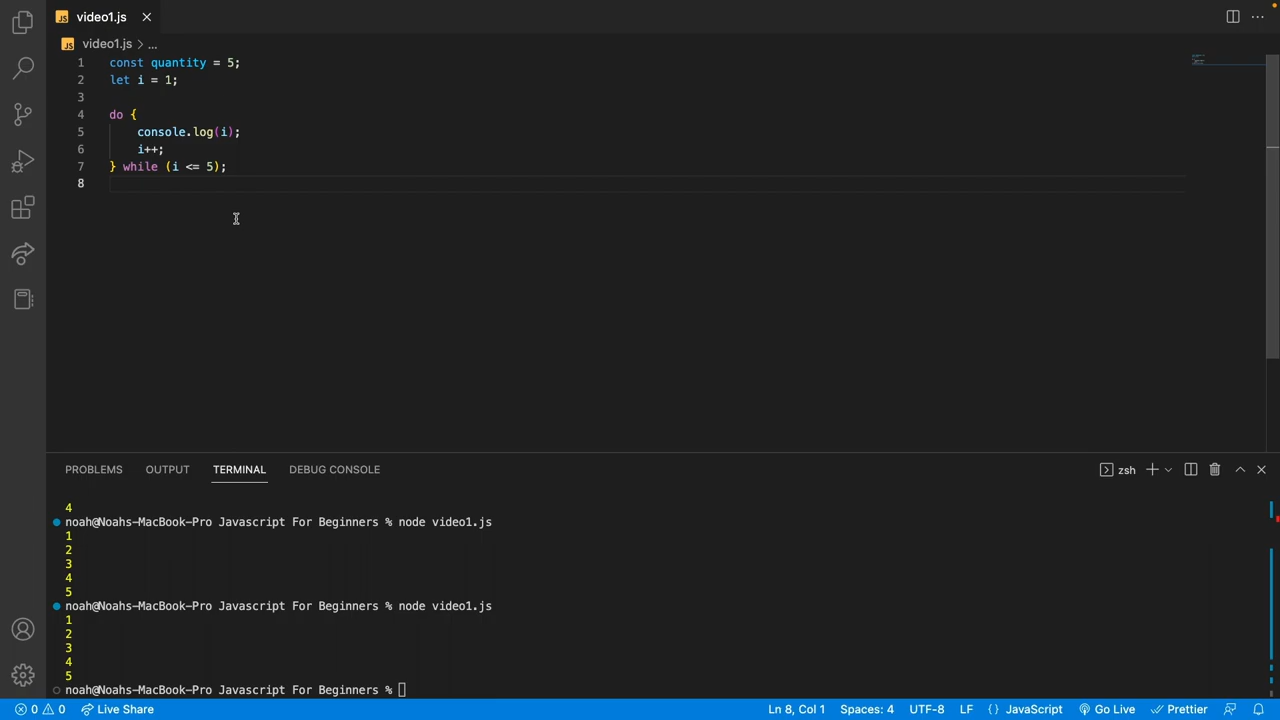 JS video1.js
JS video1.js > ...
1 const quantity = 5;
2 let i = 1;
3
4 do {
5     console.log(i);
6     i++;
7 } while (i <= 5);
8
PROBLEMS OUTPUT TERMINAL DEBUG CONSOLE zsh
4
noah@Noahs-MacBook-Pro Javascript For Beginners % node video1.js
1
2
3
4
5
noah@Noahs-MacBook-Pro Javascript For Beginners % node video1.js
1
2
3
4
5
noah@Noahs-MacBook-Pro Javascript For Beginners %
0 0 Live Share Ln 8, Col 1 Spaces: 4 UTF-8 LF {} JavaScript Go Live Prettier